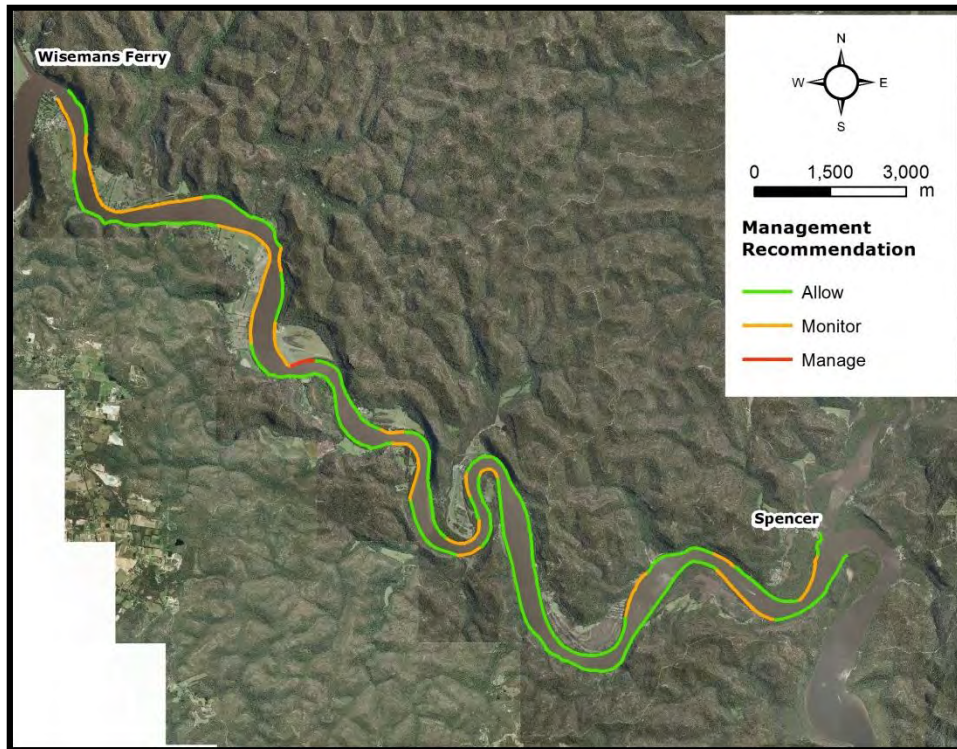 Wisemans Ferry
N
W E
S
0 1,500 3,000
m
Management
Recommendation
Allow
Monitor
Manage
Spencer